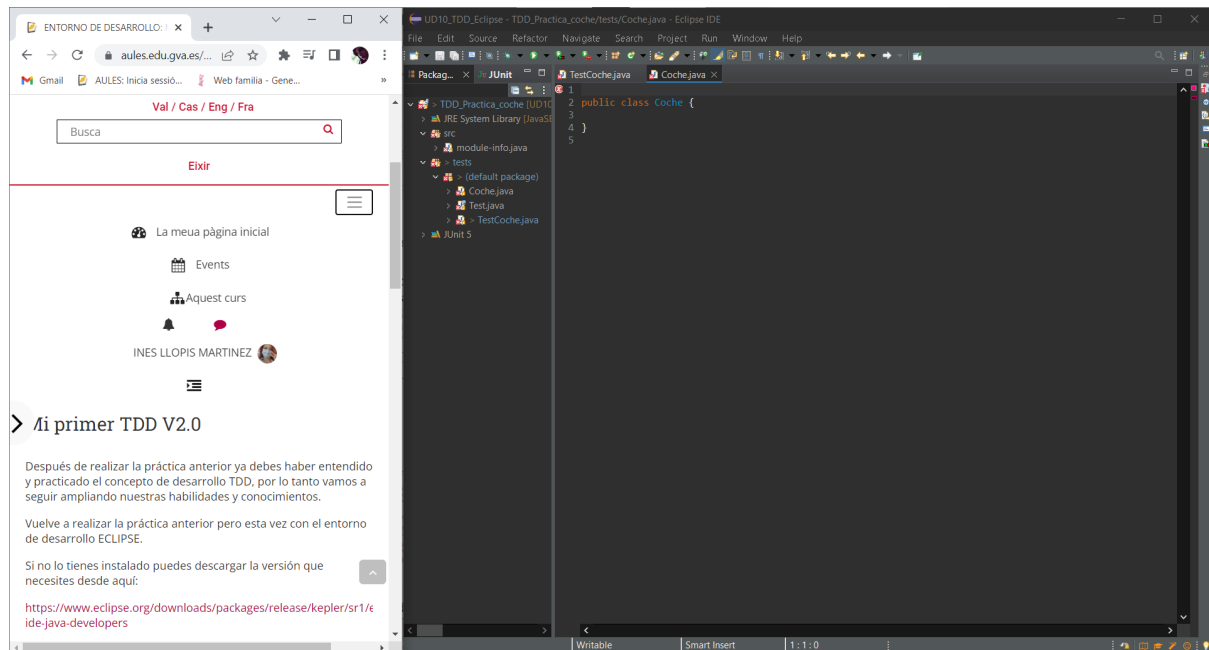 ENTORNO DE DESARROLLO:
aules.edu.gva.es/...
Gmail
AULES: Inicia sessió...
Web familia - Gene...
»
Val / Cas / Eng / Fra
Busca
Eixir
La meua pàgina inicial
Events
Aquest curs
INES LLOPIS MARTINEZ
Mi primer TDD V2.0
Después de realizar la práctica anterior ya debes haber entendido
y practicado el concepto de desarrollo TDD, por lo tanto vamos a
seguir ampliando nuestras habilidades y conocimientos.
Vuelve a realizar la práctica anterior pero esta vez con el entorno
de desarrollo ECLIPSE.
Si no lo tienes instalado puedes descargar la versión que
necesites desde aquí:
https://www.eclipse.org/downloads/packages/release/kepler/sr1/e
ide-java-developers
UD10_TDD_Eclipse - TDD_Practica_coche/tests/Coche.java - Eclipse IDE
File Edit Source Refactor Navigate Search Project Run Window Help
Packag...
JUnit
TestCoche.java
Coche.java
> TDD_Practica_coche [UD10
JRE System Library [JavaSE
src
module-info.java
> tests
> (default package)
Coche.java
Test.java
> TestCoche.java
JUnit 5
1
2 public class Coche {
3
4 }
5
Writable
Smart Insert
1 : 1 : 0